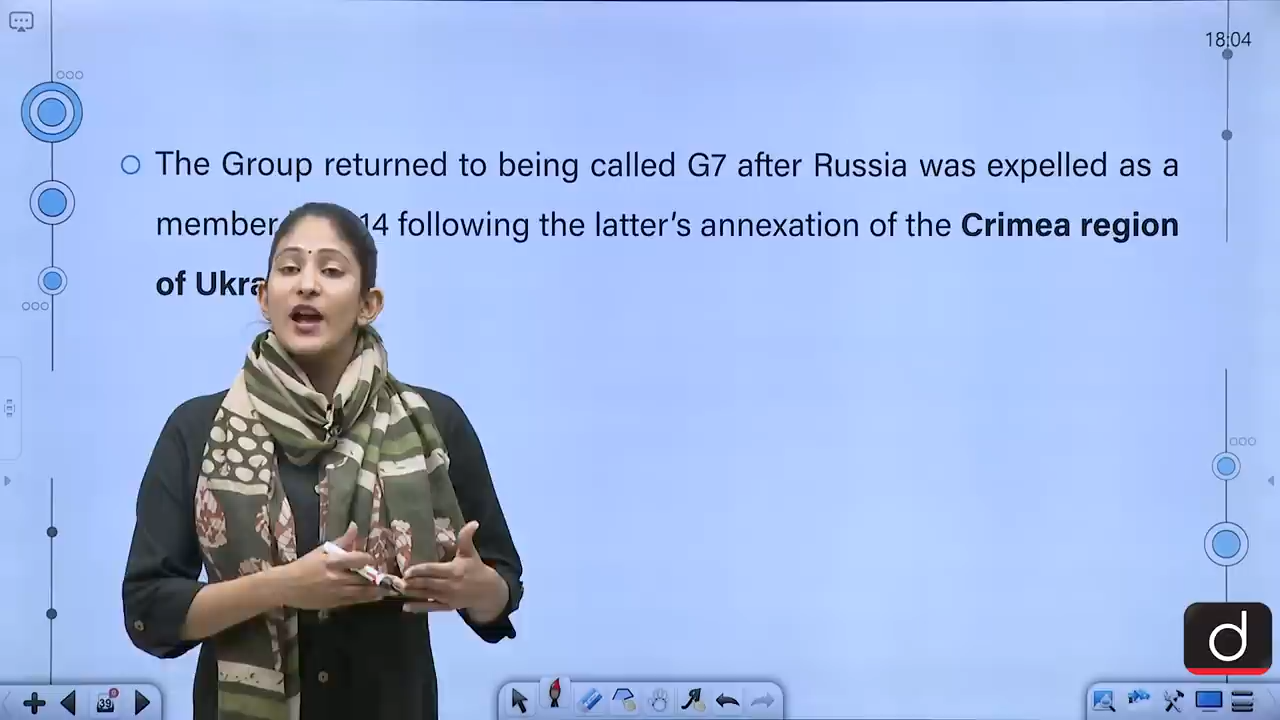 18:04
The Group returned to being called G7 after Russia was expelled as a
member 14 following the latter's annexation of the Crimea region
of Ukra
d
39